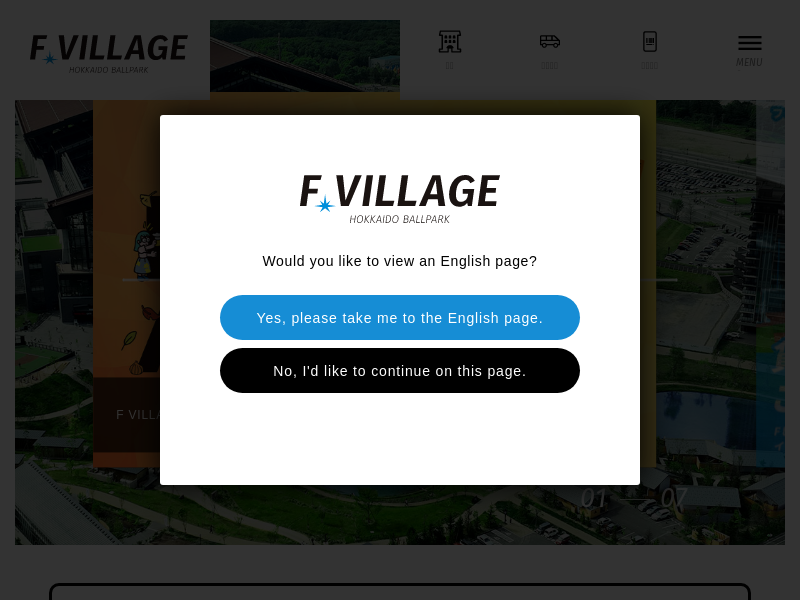 F VILLAGE
HOKKAIDO BALLPARK
MENU
F VILLAGE
HOKKAIDO BALLPARK
Would you like to view an English page?
Yes, please take me to the English page.
No, I'd like to continue on this page.
F VILLA
01
07